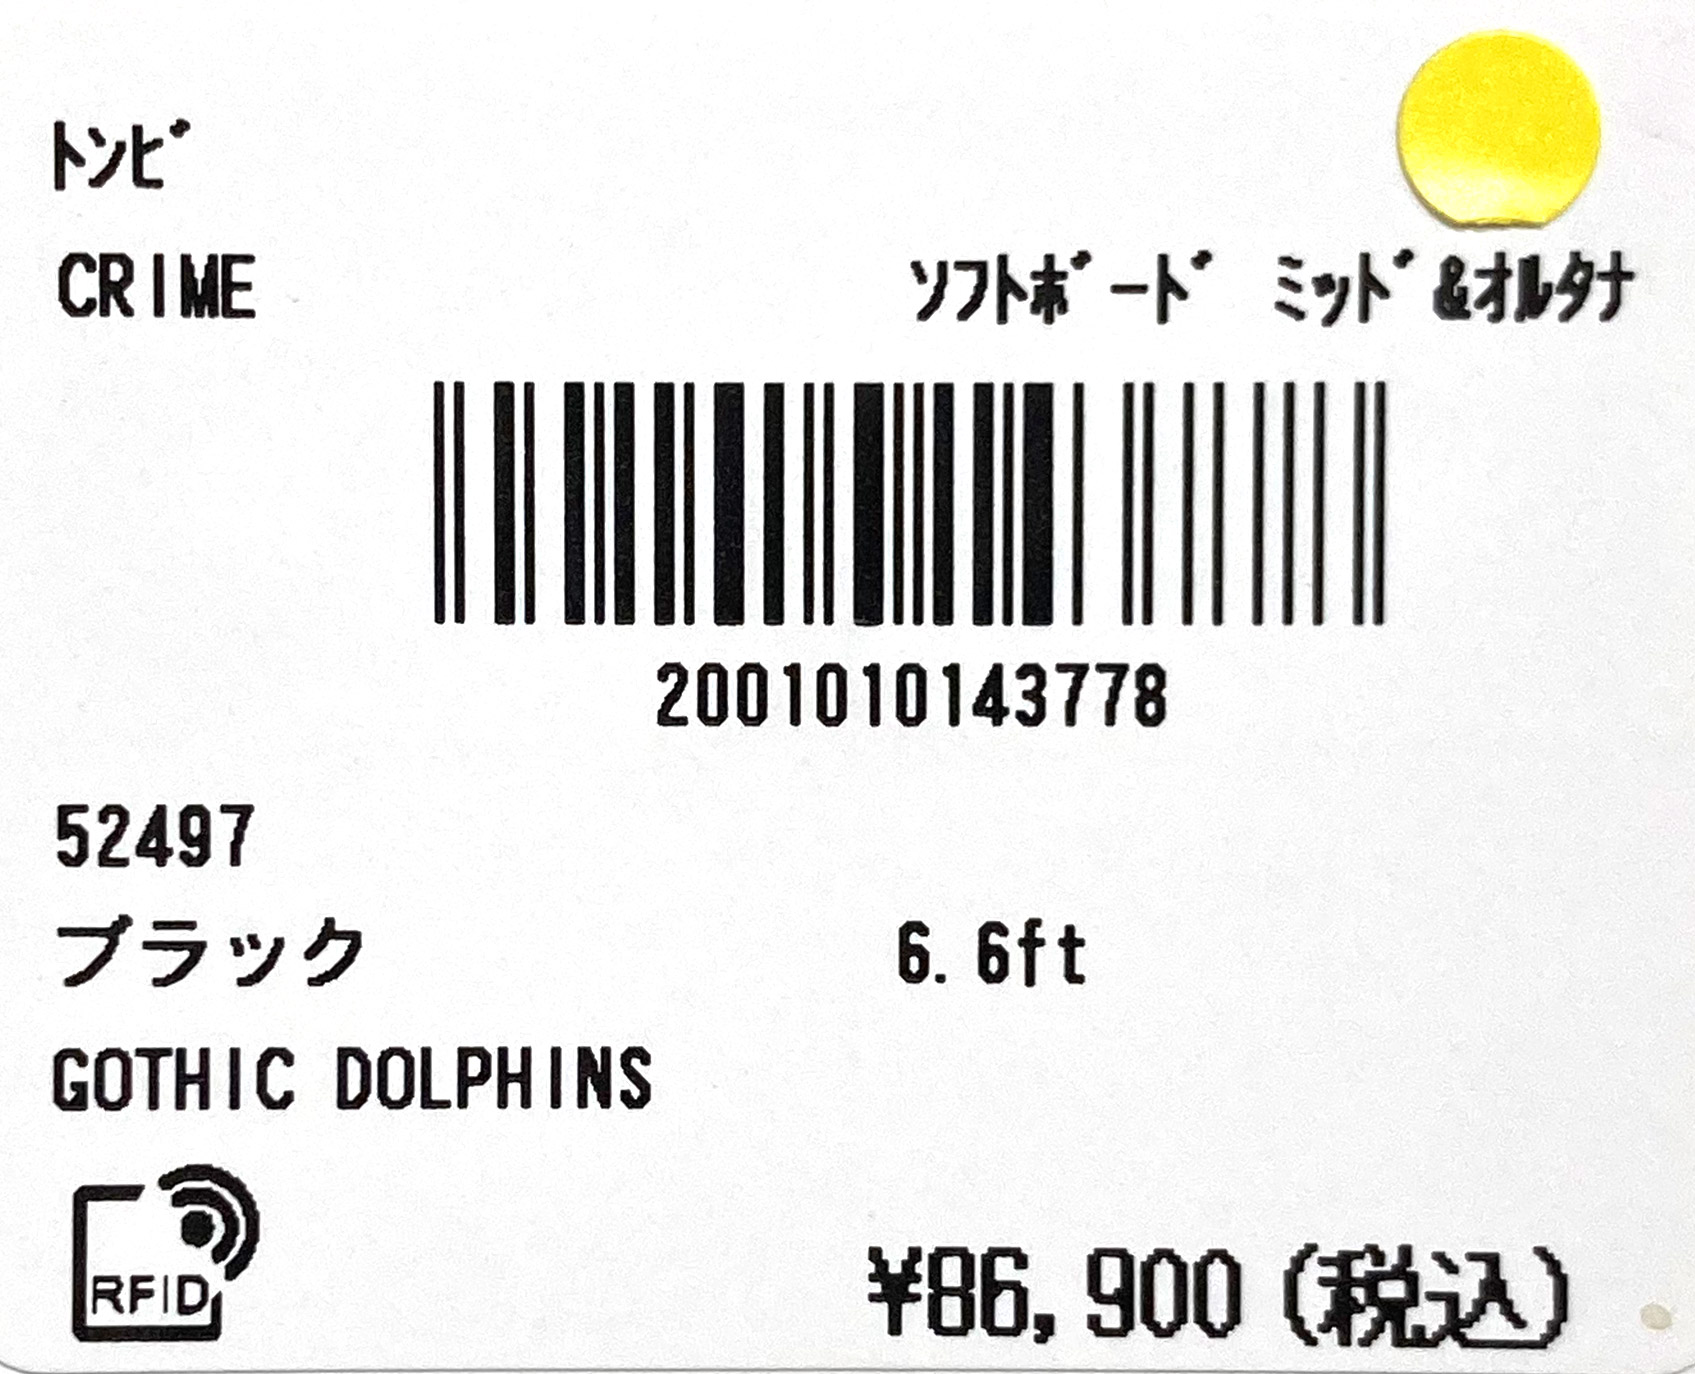 ﾄﾝﾋﾞ
CRIME ｿﾌﾄﾎﾞｰﾄﾞ ﾐｯﾄﾞ&ｵﾙﾀﾅ
2001010143778
52497
ブラック 6.6ft
GOTHIC DOLPHINS
RFID
¥86,900(税込)